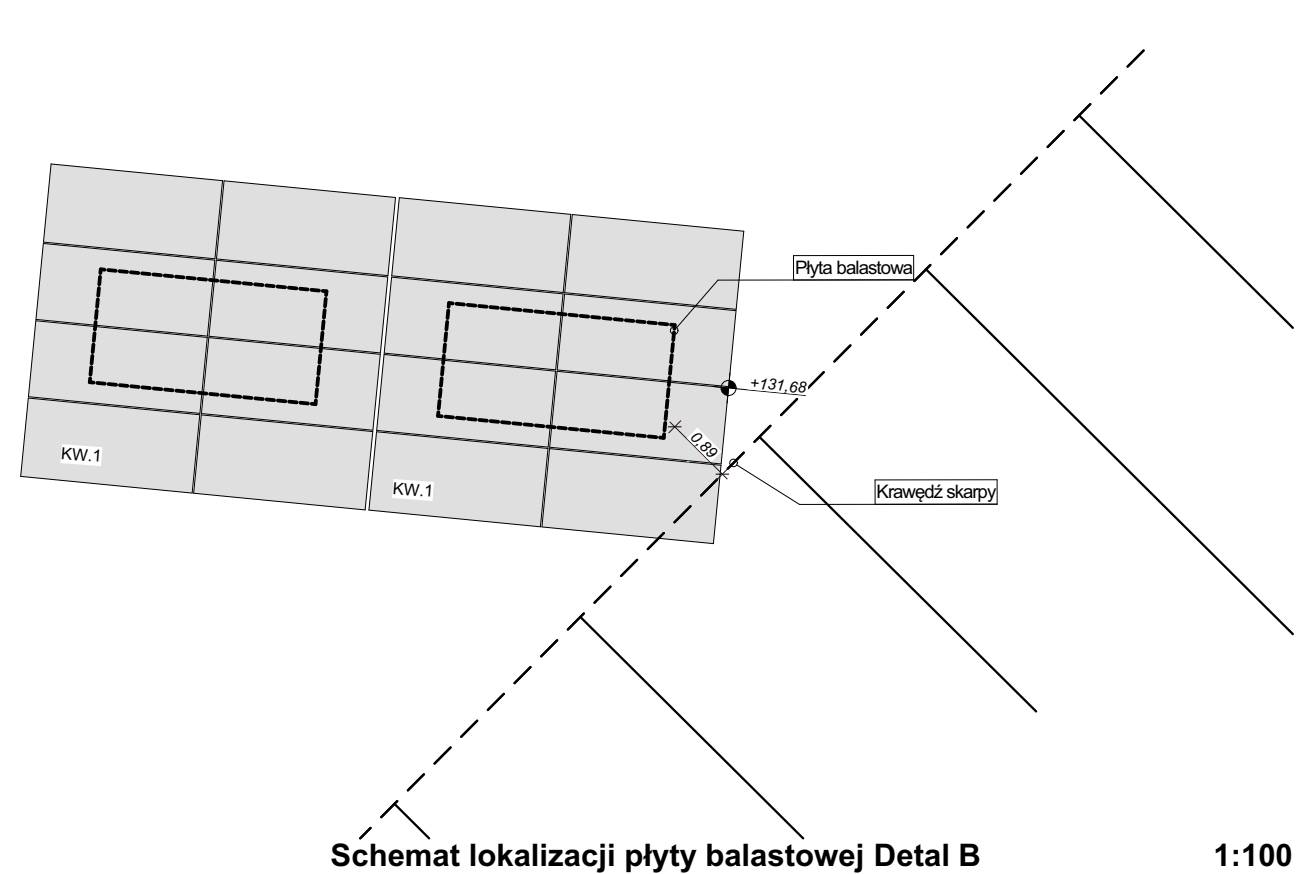 Płyta balastowa
+131,68
0,89
KW.1
KW.1
Krawędź skarpy
Schemat lokalizacji płyty balastowej Detal B 1:100